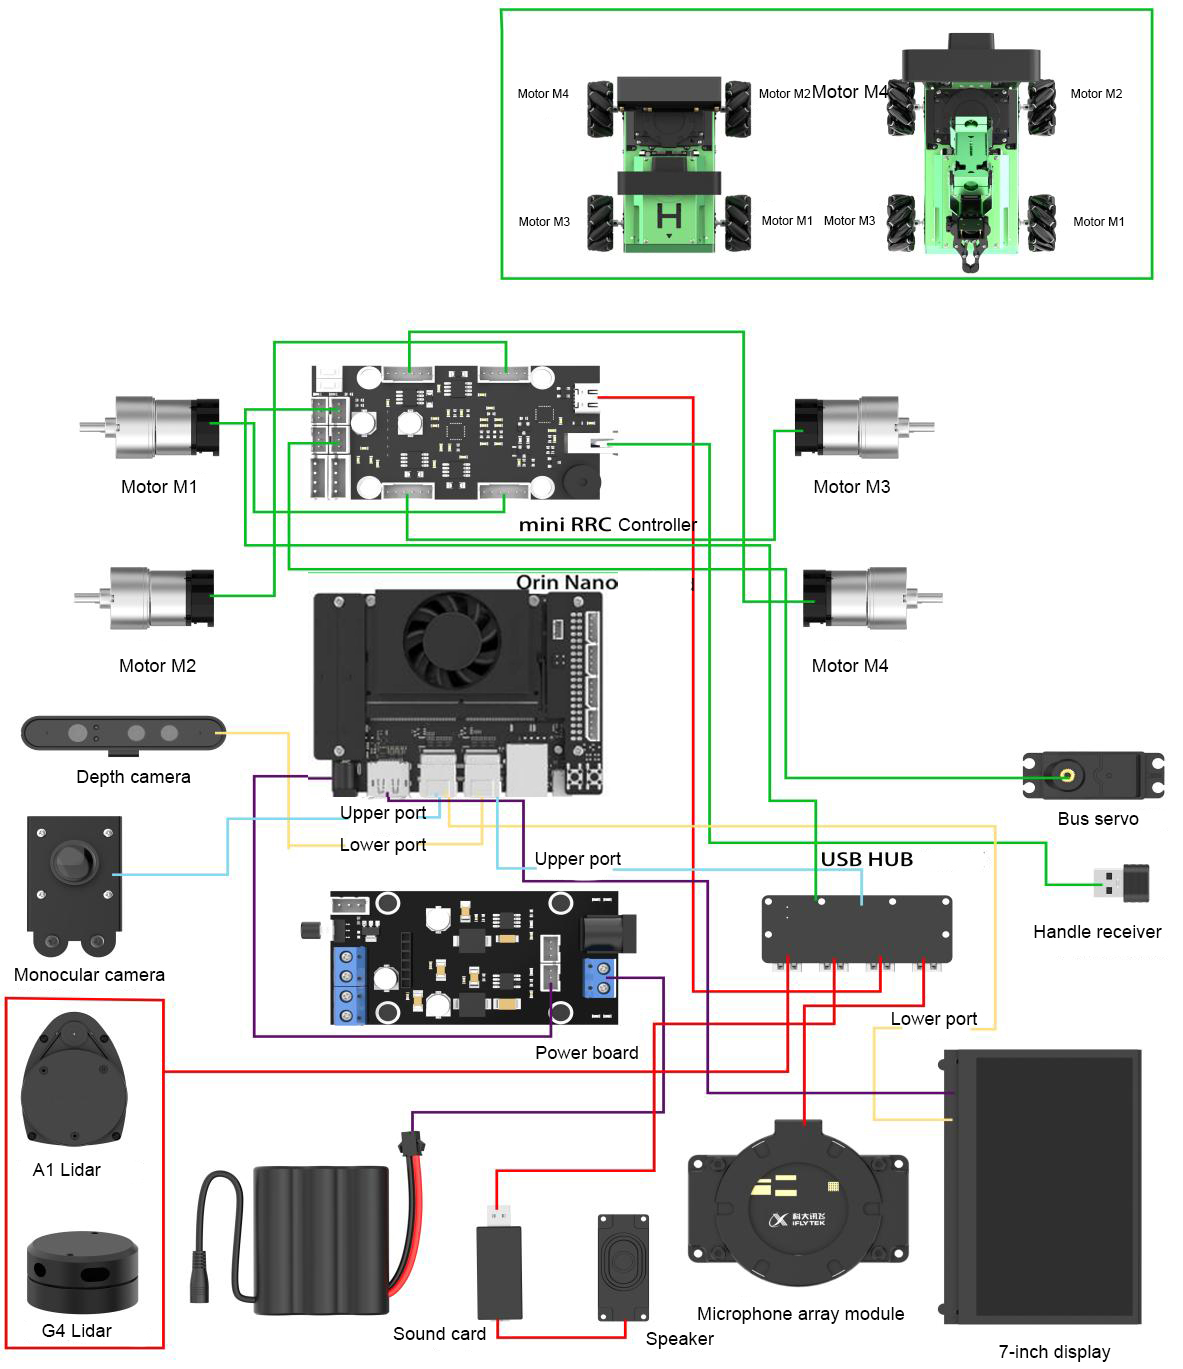 Motor M4
Motor M2
Motor M4
Motor M2
Motor M3
Motor M1
Motor M3
Motor M1
H
Motor M1
Motor M3
mini RRC Controller
Orin Nano
Motor M2
Motor M4
Depth camera
Upper port
Lower port
Bus servo
Upper port
USB HUB
Handle receiver
Monocular camera
Lower port
Power board
A1 Lidar
科大讯飞
iFLYTEK
G4 Lidar
Sound card
Speaker
Microphone array module
7-inch display